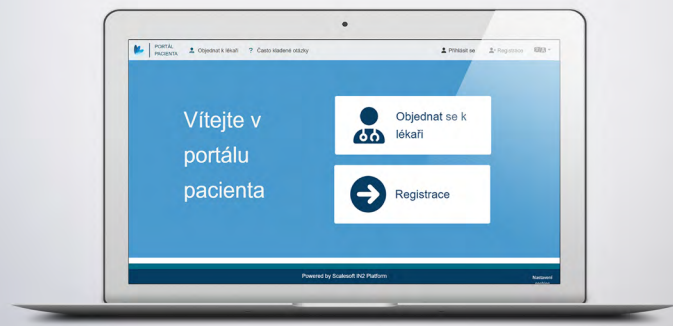 PORTÁL
PACIENTA
Objednat k lékaři
? Často kladené otázky
Přihlásit se
Registrace
Vítejte v
portálu
pacienta
Objednat se k
lékaři
Registrace
Powered by Scalesoft IN2 Platform
Nastavení